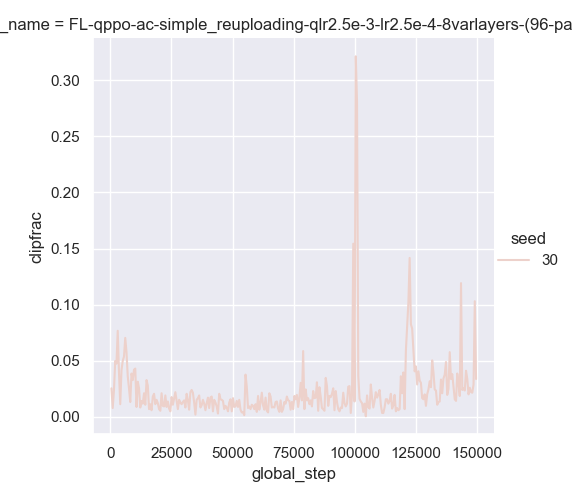 _name = FL-qppo-ac-simple_reuploading-qlr2.5e-3-lr2.5e-4-8varlayers-(96-pa
0.30
0.25
0.20
0.15
0.10
0.05
0.00
clipfrac
0 25000 50000 75000 100000 125000 150000
global_step
seed
30